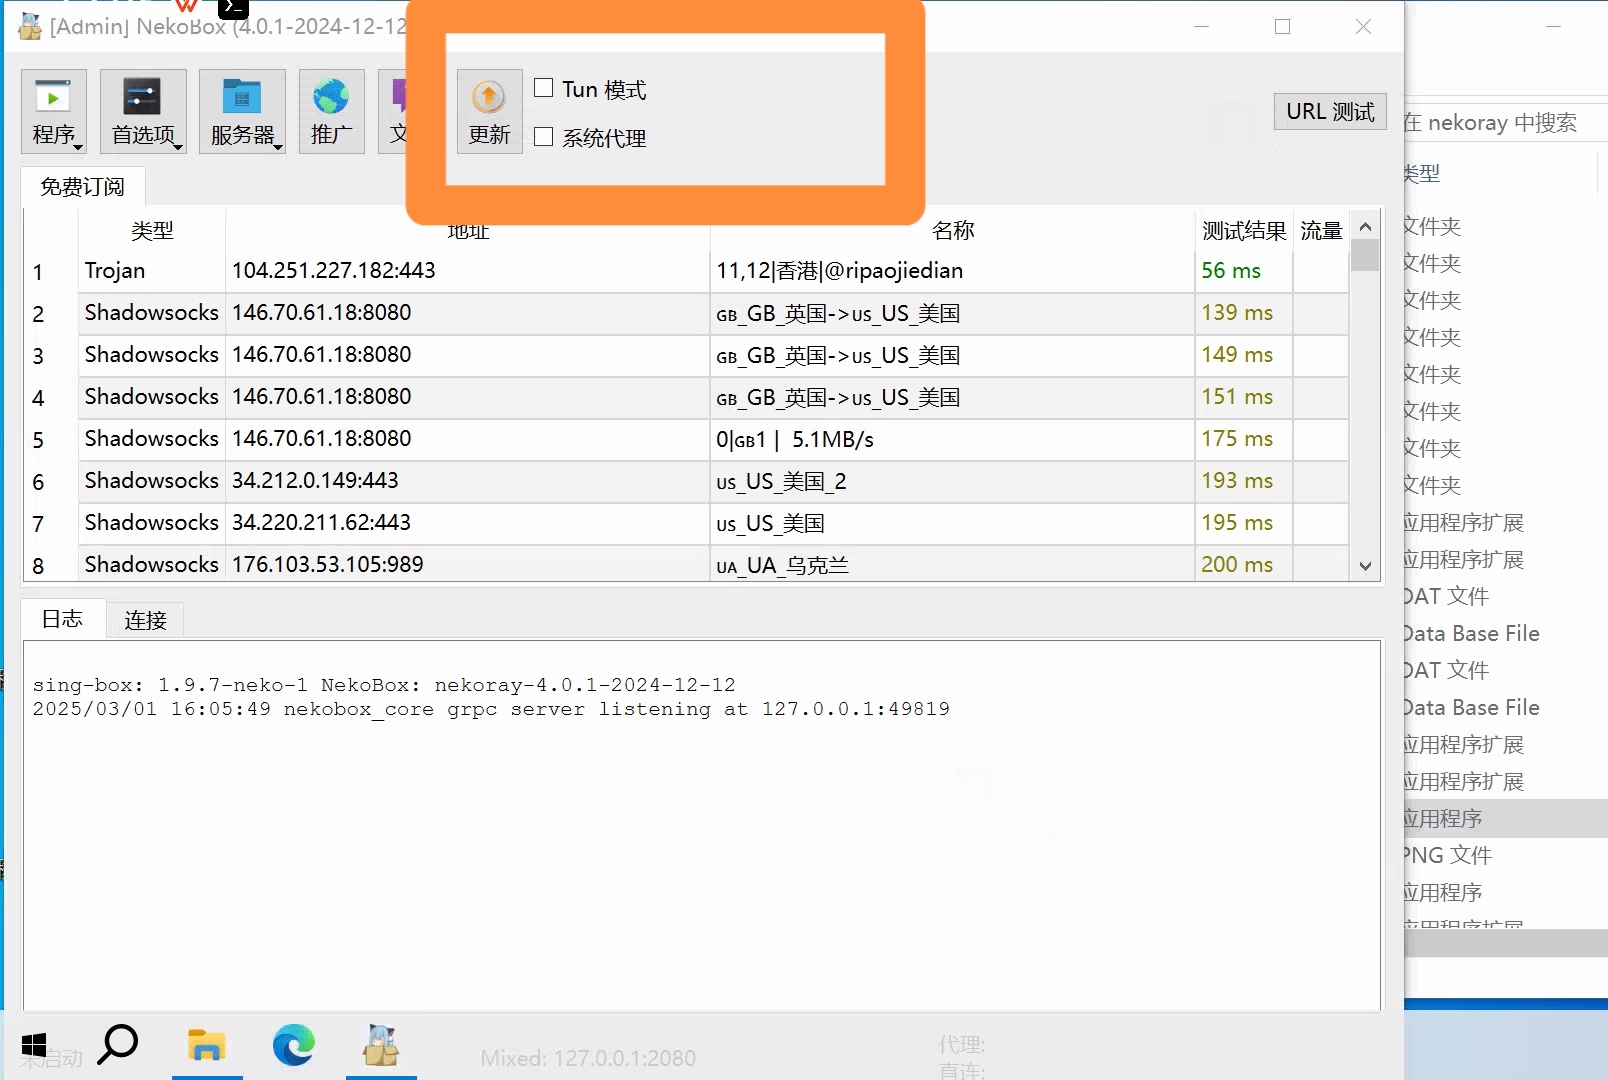 [Admin] NekoBox (4.0.1-2024-12-12
程序
首选项
服务器
推广
文
更新
Tun 模式
系统代理
URL 测试
免费订阅
类型 地址 名称 测试结果 流量
1 Trojan 104.251.227.182:443 11,12|香港|@ripaojiedian 56 ms
2 Shadowsocks 146.70.61.18:8080 GB_GB_英国->US_US_美国 139 ms
3 Shadowsocks 146.70.61.18:8080 GB_GB_英国->US_US_美国 149 ms
4 Shadowsocks 146.70.61.18:8080 GB_GB_英国->US_US_美国 151 ms
5 Shadowsocks 146.70.61.18:8080 0|GB1 | 5.1MB/s 175 ms
6 Shadowsocks 34.212.0.149:443 US_US_美国_2 193 ms
7 Shadowsocks 34.220.211.62:443 US_US_美国 195 ms
8 Shadowsocks 176.103.53.105:989 UA_UA_乌克兰 200 ms
日志 连接
sing-box: 1.9.7-neko-1 NekoBox: nekoray-4.0.1-2024-12-12
2025/03/01 16:05:49 nekobox_core grpc server listening at 127.0.0.1:49819
未启动
Mixed: 127.0.0.1:2080
代理:
直连:
在 nekoray 中搜索
类型
文件夹
文件夹
文件夹
文件夹
文件夹
文件夹
文件夹
文件夹
应用程序扩展
应用程序扩展
DAT 文件
Data Base File
DAT 文件
Data Base File
应用程序扩展
应用程序扩展
应用程序
PNG 文件
应用程序
应用程序扩展